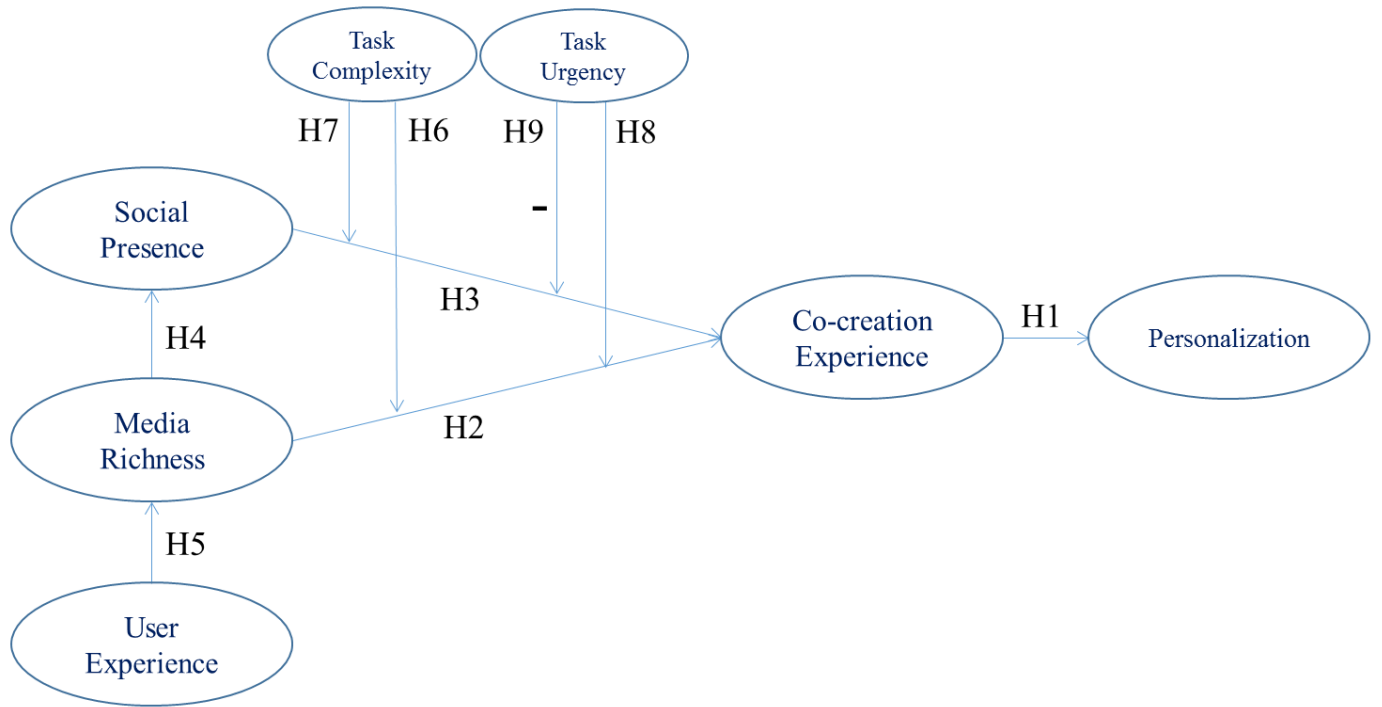 Task
Complexity
Task
Urgency
H7
H6
H9
H8
-
Social
Presence
H3
H4
Co-creation
Experience
H1
Personalization
Media
Richness
H2
H5
User
Experience